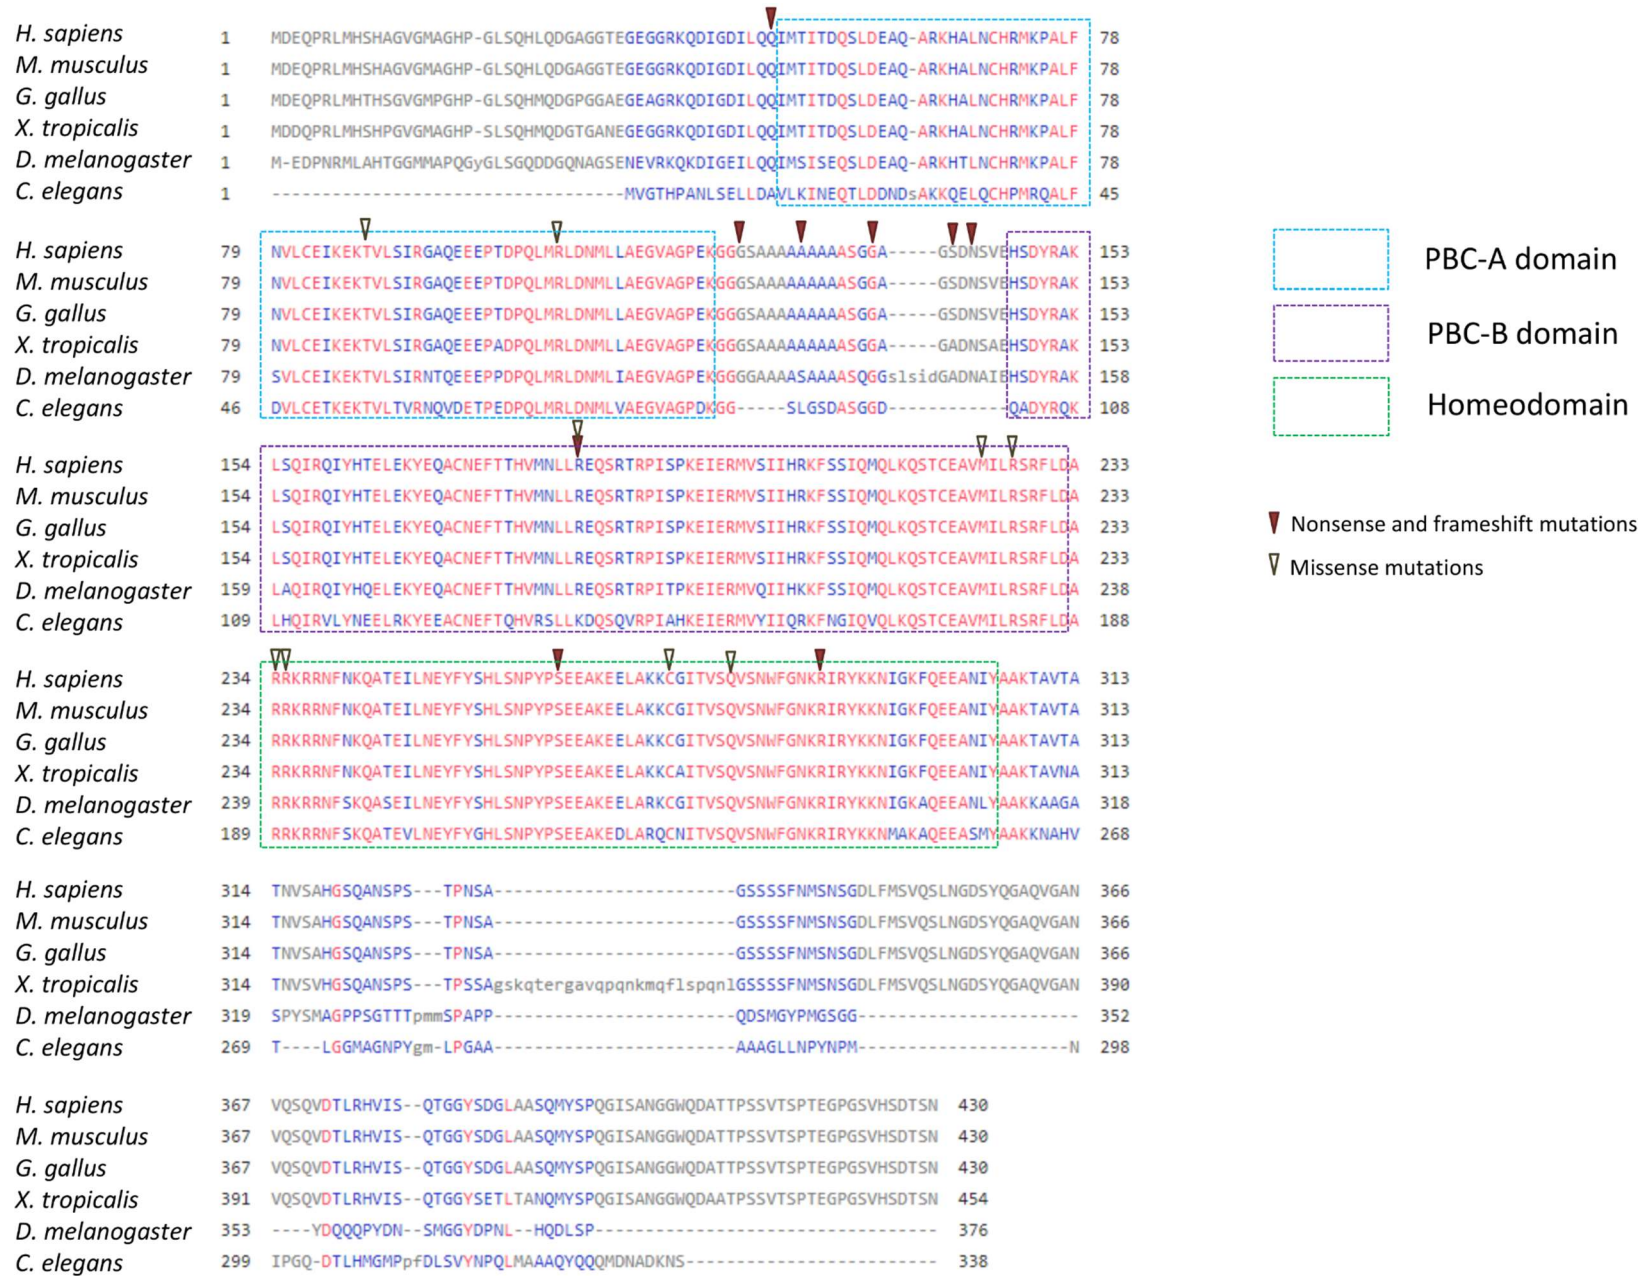 H. sapiens 1 MDEQPRLMHSHAGVGMAGHP-GLSQHLQDGAGGTEGEGGRKQDIGDILQQIMTITDQSLDEAQ-ARKHALNCHRMKPALF 78
M. musculus 1 MDEQPRLMHSHAGVGMAGHP-GLSQHLQDGAGGTEGEGGRKQDIGDILQQIMTITDQSLDEAQ-ARKHALNCHRMKPALF 78
G. gallus 1 MDEQPRLMHTHSGVGMPGHP-GLSQHMQDGPGGAEGEAGRKQDIGDILQQIMTITDQSLDEAQ-ARKHALNCHRMKPALF 78
X. tropicalis 1 MDDQPRLMHSHPGVGMAGHP-SLSQHMQDGTGANEGEGGRKQDIGDILQQIMTITDQSLDEAQ-ARKHALNCHRMKPALF 78
D. melanogaster 1 M-EDPNRMLAHTGGMMAPQGyGLSGQDDGQNAGSENEVRKQKDIGEILQQIMSISEQSLDEAQ-ARKHTLNCHRMKPALF 78
C. elegans 1 -----------------------------------MVGTHPANLSELLDAVLKINEQTLDDNDsAKKQELQCHPMRQALF 45
H. sapiens 79 NVLCEIKEKTVLSIRGAQEEEPTDPQLMRLDNMLLAEGVAGPEKGGGSAAAAAAAAASGGA-----GSDNSVEHSDYRAK 153
M. musculus 79 NVLCEIKEKTVLSIRGAQEEEPTDPQLMRLDNMLLAEGVAGPEKGGGSAAAAAAAAASGGA-----GSDNSVEHSDYRAK 153
G. gallus 79 NVLCEIKEKTVLSIRGAQEEEPTDPQLMRLDNMLLAEGVAGPEKGGGSAAAAAAAAASGGA-----GSDNSVEHSDYRAK 153
X. tropicalis 79 NVLCEIKEKTVLSIRGAQEEEPADPQLMRLDNMLLAEGVAGPEKGGGSAAAAAAAAASGGA-----GADNSAEHSDYRAK 153
D. melanogaster 79 SVLCEIKEKTVLSIRNTQEEEPPDPQLMRLDNMLIAEGVAGPEKGGGGAAAASAAAASQGGslsidGADNAIEHSDYRAK 158
C. elegans 46 DVLCETKEKTVLTVRNQVDETPEDPQLMRLDNMLVAEGVAGPDKGG-----SLGSDASGGD------------QADYRQK 108
PBC-A domain
PBC-B domain
Homeodomain
H. sapiens 154 LSQIRQIYHTELEKYEQACNEFTTHVMNLLREQSRTRPISPKEIERMVSIIHRKFSSIQMQLKQSTCEAVMILRSRFLDA 233
M. musculus 154 LSQIRQIYHTELEKYEQACNEFTTHVMNLLREQSRTRPISPKEIERMVSIIHRKFSSIQMQLKQSTCEAVMILRSRFLDA 233
G. gallus 154 LSQIRQIYHTELEKYEQACNEFTTHVMNLLREQSRTRPISPKEIERMVSIIHRKFSSIQMQLKQSTCEAVMILRSRFLDA 233
X. tropicalis 154 LSQIRQIYHTELEKYEQACNEFTTHVMNLLREQSRTRPISPKEIERMVSIIHRKFSSIQMQLKQSTCEAVMILRSRFLDA 233
D. melanogaster 159 LAQIRQIYHQELEKYEQACNEFTTHVMNLLREQSRTRPITPKEIERMVQIIHKKFSSIQMQLKQSTCEAVMILRSRFLDA 238
C. elegans 109 LHQIRVLYNEELRKYEEACNEFTQHVRSLLKDQSQVRPIAHKEIERMVYIIQRKFNGIQVQLKQSTCEAVMILRSRFLDA 188
Nonsense and frameshift mutations
Missense mutations
H. sapiens 234 RRKRRNFNKQATEILNEYFYSHLSNPYPSEEAKEELAKKCGITVSQVSNWFGNKRIRYKKNIGKFQEEANIYAAKTAVTA 313
M. musculus 234 RRKRRNFNKQATEILNEYFYSHLSNPYPSEEAKEELAKKCGITVSQVSNWFGNKRIRYKKNIGKFQEEANIYAAKTAVTA 313
G. gallus 234 RRKRRNFNKQATEILNEYFYSHLSNPYPSEEAKEELAKKCGITVSQVSNWFGNKRIRYKKNIGKFQEEANIYAAKTAVTA 313
X. tropicalis 234 RRKRRNFNKQATEILNEYFYSHLSNPYPSEEAKEELAKKCAITVSQVSNWFGNKRIRYKKNIGKFQEEANIYAAKTAVNA 313
D. melanogaster 239 RRKRRNFSKQASEILNEYFYSHLSNPYPSEEAKEELARKCGITVSQVSNWFGNKRIRYKKNIGKAQEEANLYAAKKAAGA 318
C. elegans 189 RRKRRNFSKQATEVLNEYFYGHLSNPYPSEEAKEDLARQCNITVSQVSNWFGNKRIRYKKNMAKAQEEASMYAAKKNAHV 268
H. sapiens 314 TNVSAHGSQANSPS---TPNSA------------------------GSSSSFNMSNSGDLFMSVQSLNGDSYQGAQVGAN 366
M. musculus 314 TNVSAHGSQANSPS---TPNSA------------------------GSSSSFNMSNSGDLFMSVQSLNGDSYQGAQVGAN 366
G. gallus 314 TNVSAHGSQANSPS---TPNSA------------------------GSSSSFNMSNSGDLFMSVQSLNGDSYQGAQVGAN 366
X. tropicalis 314 TNVSVHGSQANSPS---TPSSAgskqtergavqpqnkmqflspqnlGSSSSFNMSNSGDLFMSVQSLNGDSYQGAQVGAN 390
D. melanogaster 319 SPYSMAGPPSGTTTpmmSPAPP------------------------QDSMGYPMGSGG---------------------- 352
C. elegans 269 T----LGGMAGNPYgm-LPGAA------------------------AAAGLLNPYNPM---------------------N 298
H. sapiens 367 VQSQVDTLRHVIS--QTGGYSDGLAASQMYSPQGISANGGWQDATTPSSVTSPTEGPGSVHSDTSN 430
M. musculus 367 VQSQVDTLRHVIS--QTGGYSDGLAASQMYSPQGISANGGWQDATTPSSVTSPTEGPGSVHSDTSN 430
G. gallus 367 VQSQVDTLRHVIS--QTGGYSDGLAASQMYSPQGISANGGWQDATTPSSVTSPTEGPGSVHSDTSN 430
X. tropicalis 391 VQSQVDTLRHVIS--QTGGYSETLTANQMYSPQGISANGGWQDAATPSSVTSPTEGPGSVHSDTSN 454
D. melanogaster 353 ----YDQQQPYDN--SMGGYDPNL--HQDLSP---------------------------------- 376
C. elegans 299 IPGQ-DTLHMGMPpfDLSVYNPQLMAAAQYQQQMDNADKNS------------------------- 338